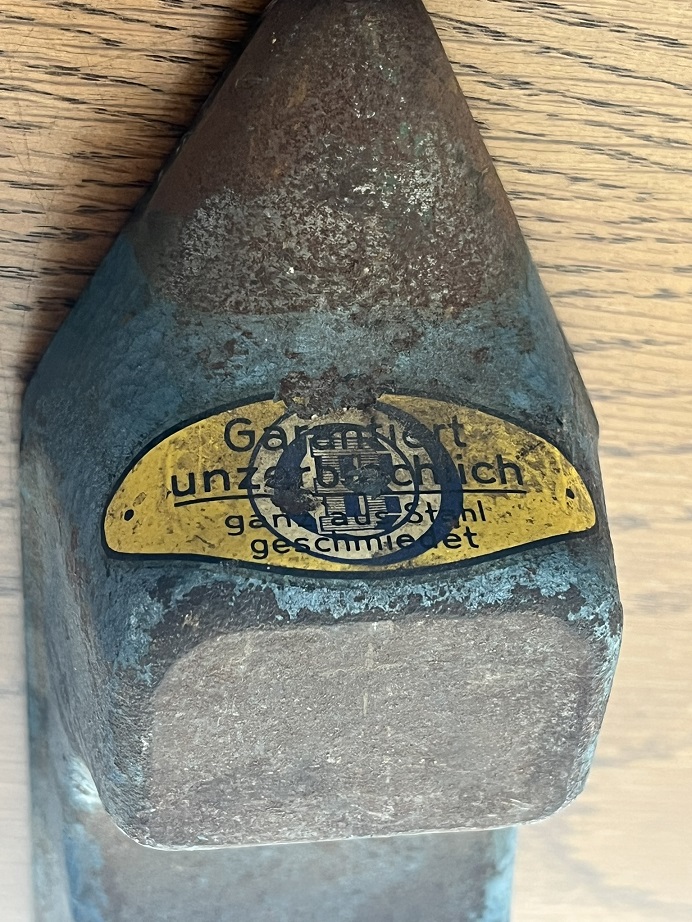 Garantiert
unzerbrechlich
ganz aus Stahl
geschmiedet